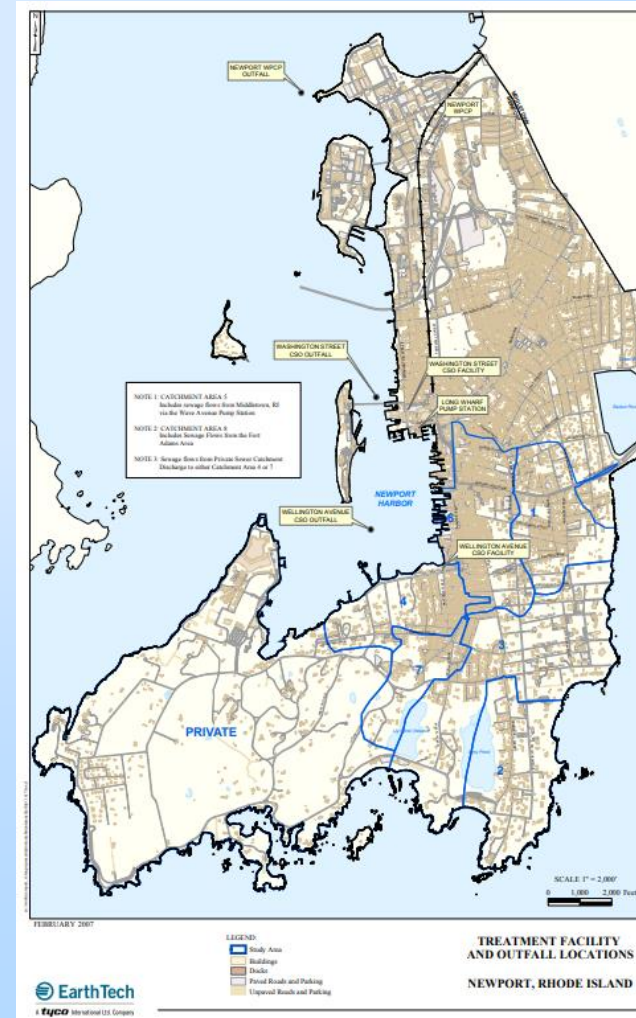 NEWPORT WPCP
OUTFALL
NEWPORT
WPCP
WASHINGTON STREET
CSO OUTFALL
WASHINGTON STREET
CSO FACILITY
LONG WHARF
PUMP STATION
NOTE 1: CATCHMENT AREA 5
Includes sewage flows from Middletown, RI
via the Wave Avenue Pump Station
NOTE 2: CATCHMENT AREA 8
Includes Sewage Flows from the Fort
Adams Area
NOTE 3: Sewage flows from Private Sewer Catchment
Discharge to either Catchment Area 4 or 7
NEWPORT
HARBOR
6
1
WELLINGTON AVENUE
CSO OUTFALL
WELLINGTON AVENUE
CSO FACILITY
4
3
7
PRIVATE
2
SCALE 1" = 2,000'
0 1,000 2,000 Feet
FEBRUARY 2007
LEGEND:
Study Area
Buildings
Docks
Paved Roads and Parking
Unpaved Roads and Parking
TREATMENT FACILITY
AND OUTFALL LOCATIONS
NEWPORT, RHODE ISLAND
EarthTech
A tyco International Ltd. Company